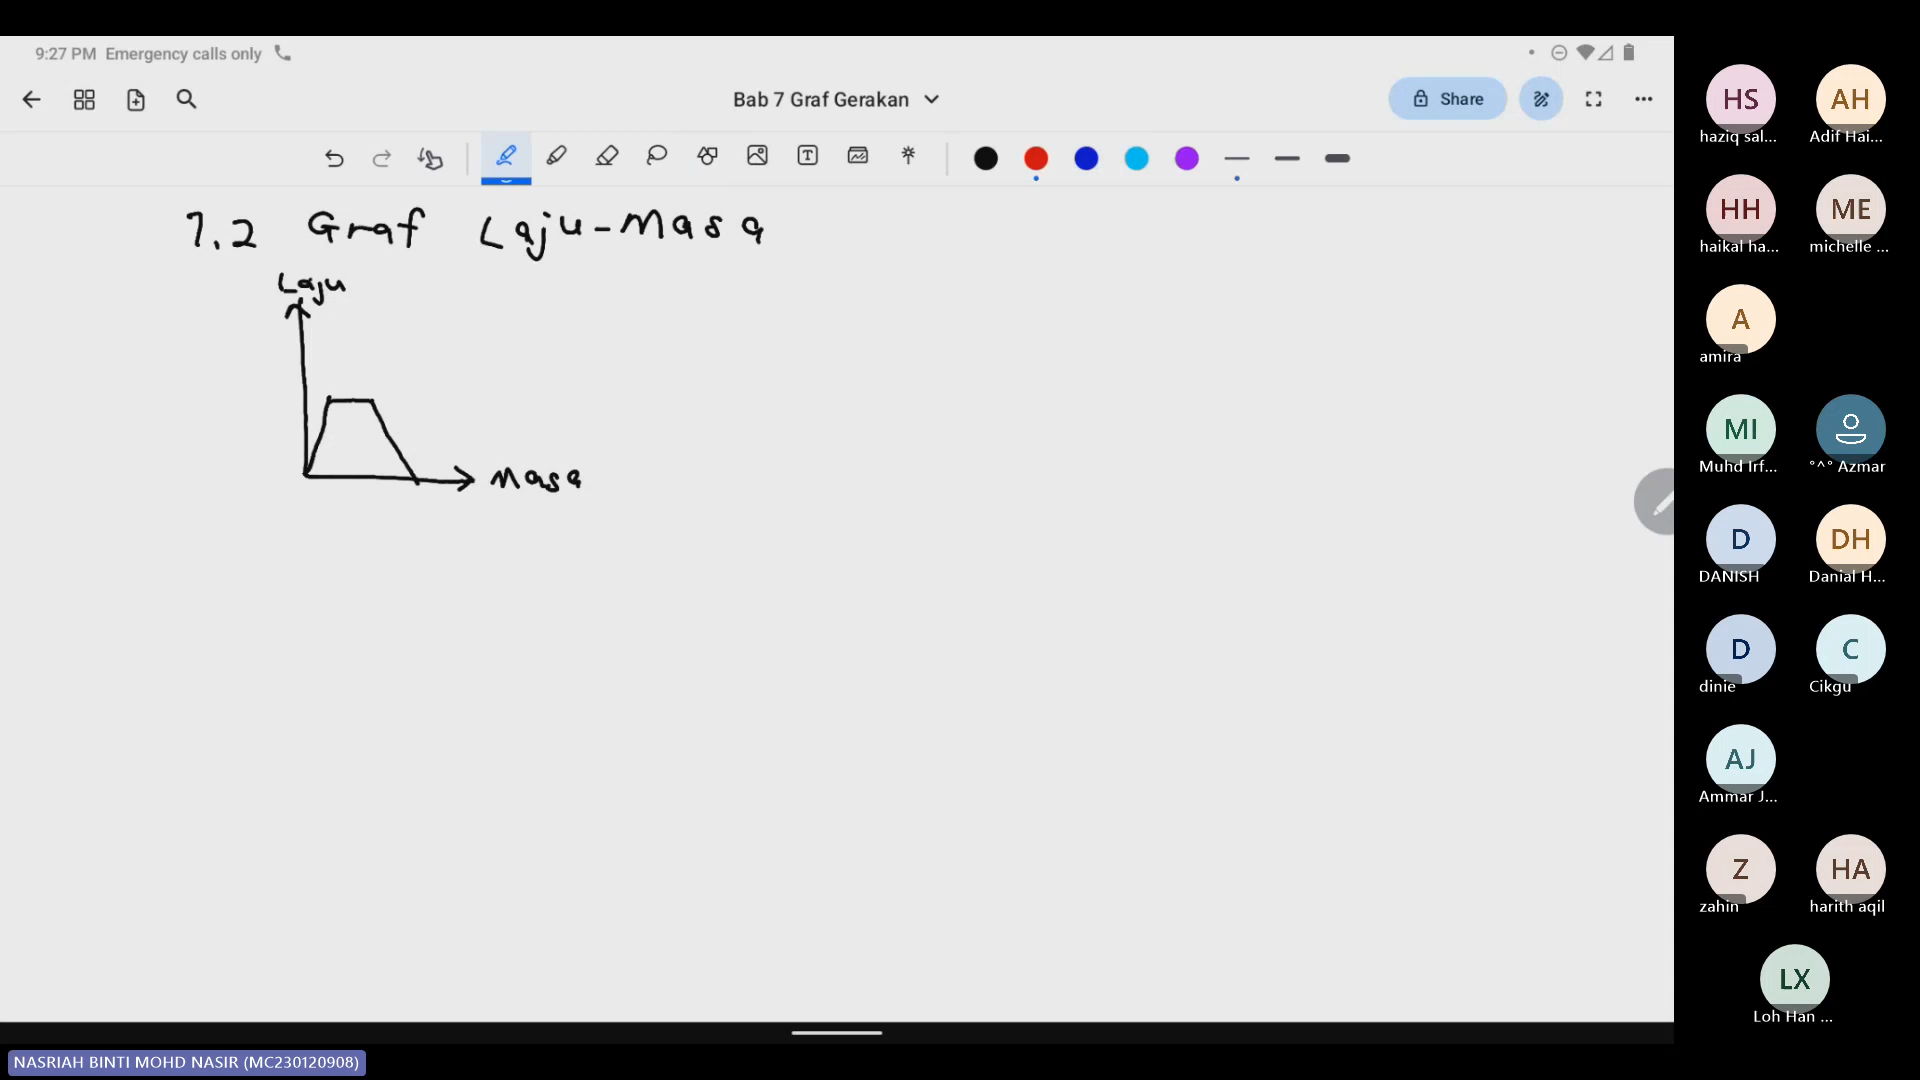 9:27 PM Emergency calls only
Bab 7 Graf Gerakan
Share
7.2 Graf Laju-Masa
Laju
Masa
HS
haziq sal...
AH
Adif Hai...
HH
haikal ha...
ME
michelle ...
A
amira
MI
Muhd Irf...
°^° Azmar
D
DANISH
DH
Danial H...
D
dinie
C
Cikgu
AJ
Ammar J...
Z
zahin
HA
harith aqil
LX
Loh Han ...
NASRIAH BINTI MOHD NASIR (MC230120908)